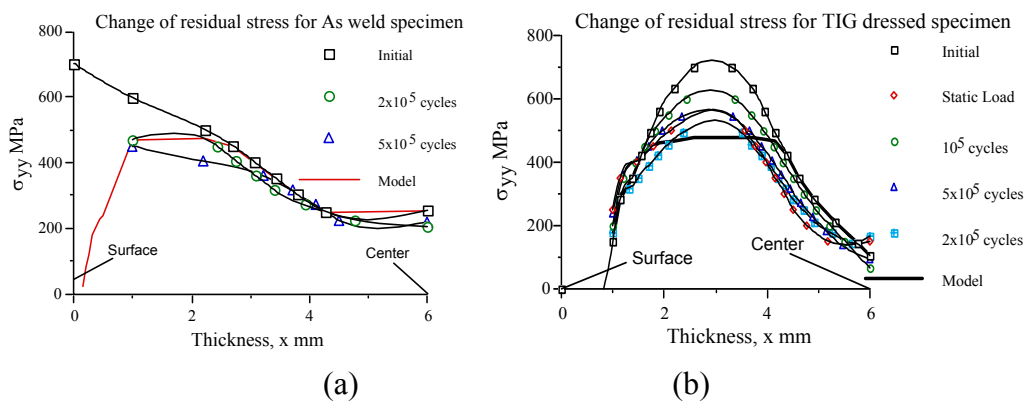 Change of residual stress for As weld specimen
800
600
400
200
0
σyy MPa
Initial
2x10^5 cycles
5x10^5 cycles
Model
Surface
Center
0 2 4 6
Thickness, x mm
(a)
Change of residual stress for TIG dressed specimen
800
600
400
200
0
σyy MPa
Initial
Static Load
10^5 cycles
5x10^5 cycles
2x10^5 cycles
Model
Surface
Center
0 2 4 6
Thickness, x mm
(b)